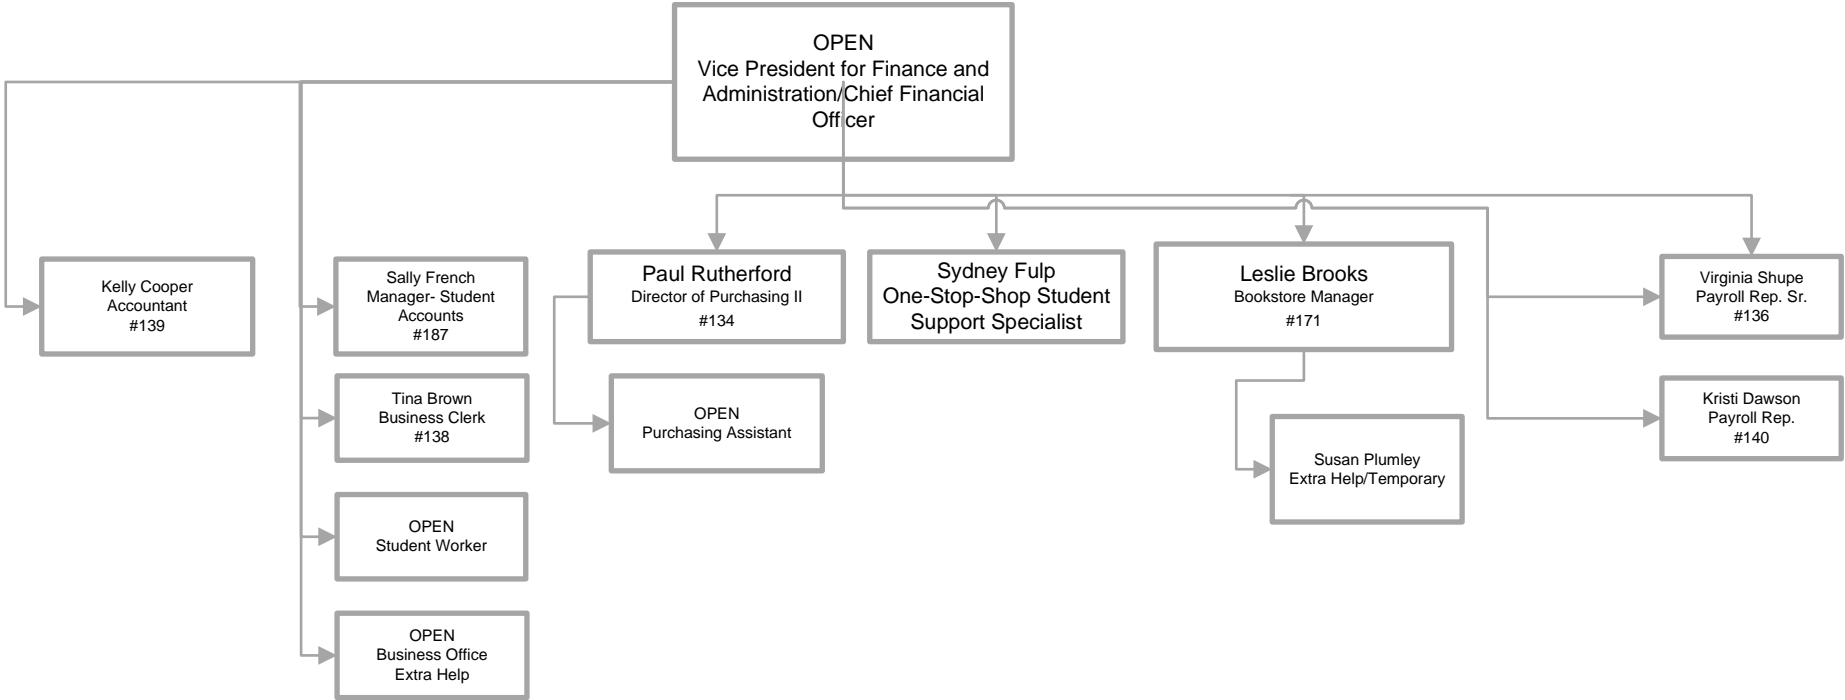 OPEN
Vice President for Finance and
Administration/Chief Financial
Officer
Kelly Cooper
Accountant
#139
Sally French
Manager- Student
Accounts
#187
Paul Rutherford
Director of Purchasing II
#134
Sydney Fulp
One-Stop-Shop Student
Support Specialist
Leslie Brooks
Bookstore Manager
#171
Virginia Shupe
Payroll Rep. Sr.
#136
Tina Brown
Business Clerk
#138
OPEN
Purchasing Assistant
Kristi Dawson
Payroll Rep.
#140
Susan Plumley
Extra Help/Temporary
OPEN
Student Worker
OPEN
Business Office
Extra Help